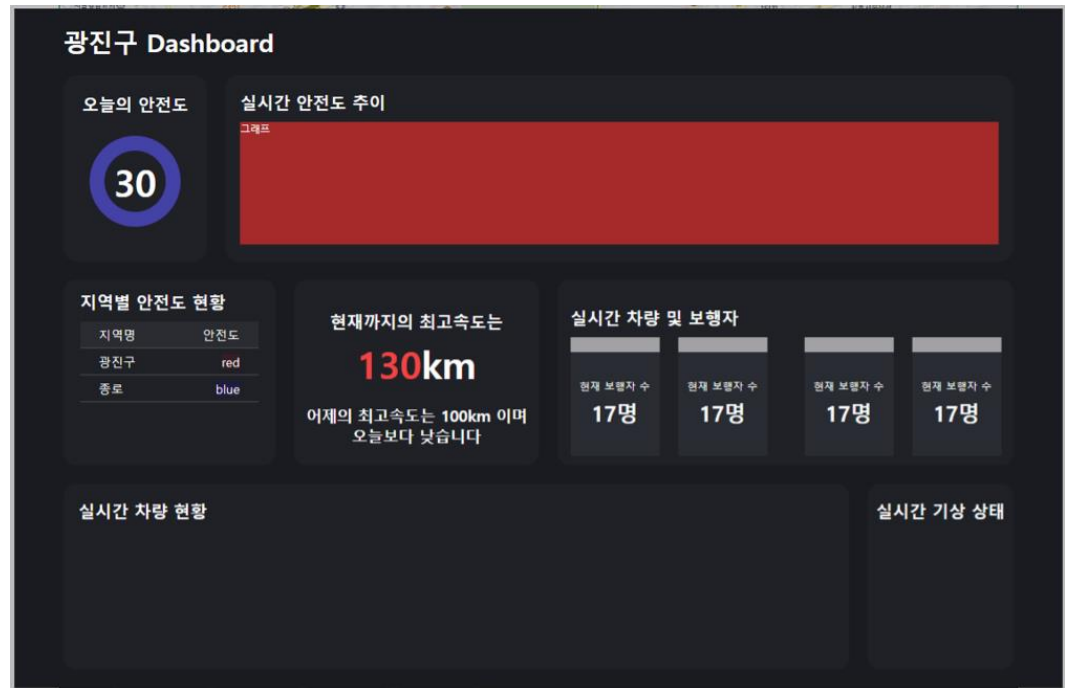 광진구 Dashboard
오늘의 안전도
30
실시간 안전도 추이
그래프
지역별 안전도 현황
지역명 안전도
광진구 red
종로 blue
현재까지의 최고속도는
130km
어제의 최고속도는 100km 이며
오늘보다 낮습니다
실시간 차량 및 보행자
현재 보행자 수 현재 보행자 수 현재 보행자 수 현재 보행자 수
17명 17명 17명 17명
실시간 차량 현황
실시간 기상 상태